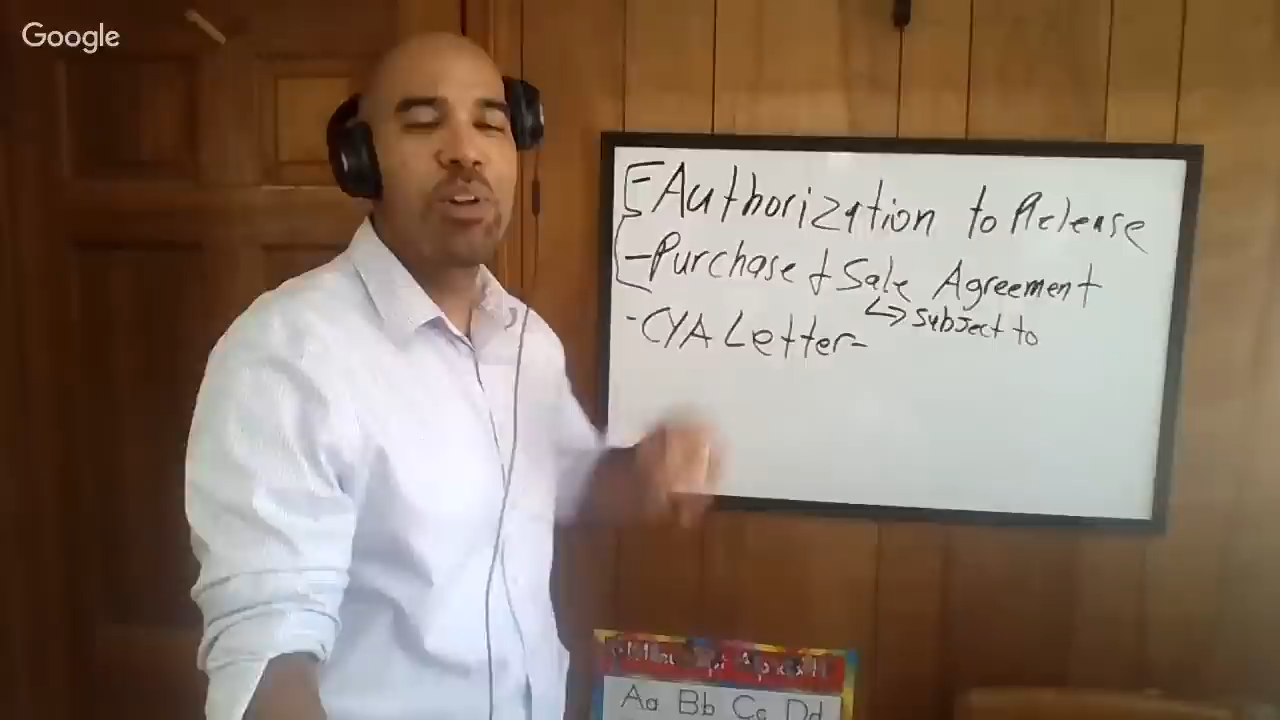 Google
-Authorization to Release
-Purchase & Sale Agreement
↳ Subject to
-CYA Letter-
Aa Bb Cc Dd